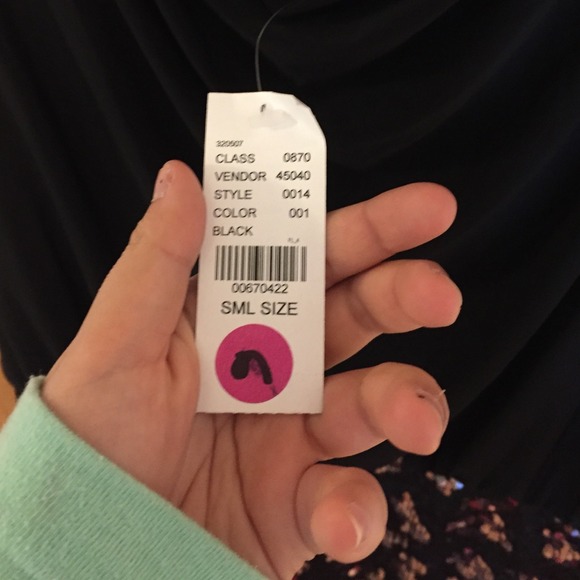 320507
CLASS 0870
VENDOR 45040
STYLE 0014
COLOR 001
BLACK
00670422
SML SIZE